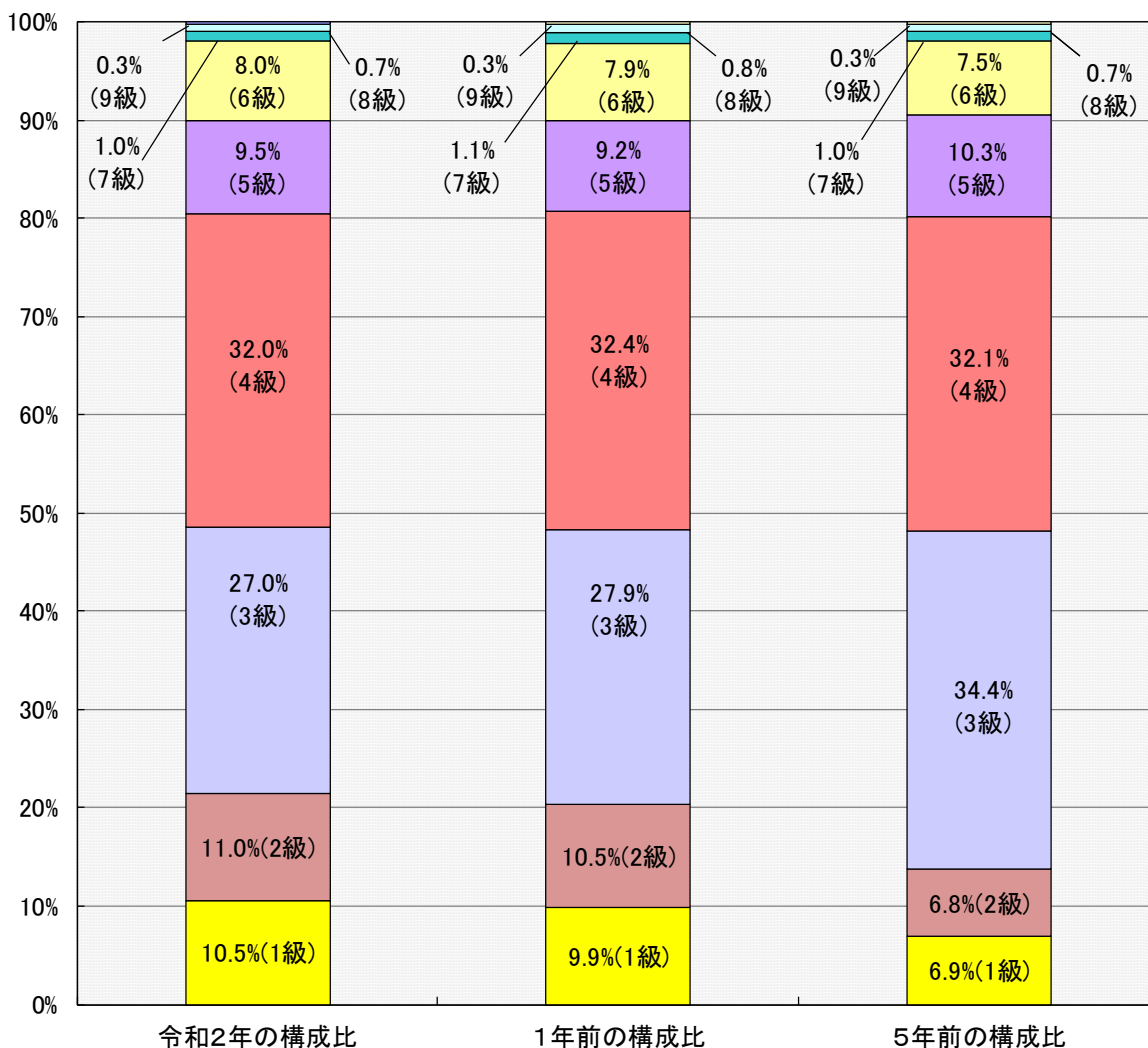 100%
90%
80%
70%
60%
50%
40%
30%
20%
10%
0%
0.3%
(9級)
8.0%
(6級)
0.7%
(8級)
1.0%
(7級)
9.5%
(5級)
32.0%
(4級)
27.0%
(3級)
11.0%(2級)
10.5%(1級)
令和2年の構成比
0.3%
(9級)
7.9%
(6級)
0.8%
(8級)
1.1%
(7級)
9.2%
(5級)
32.4%
(4級)
27.9%
(3級)
10.5%(2級)
9.9%(1級)
1年前の構成比
0.3%
(9級)
7.5%
(6級)
0.7%
(8級)
1.0%
(7級)
10.3%
(5級)
32.1%
(4級)
34.4%
(3級)
6.8%(2級)
6.9%(1級)
5年前の構成比